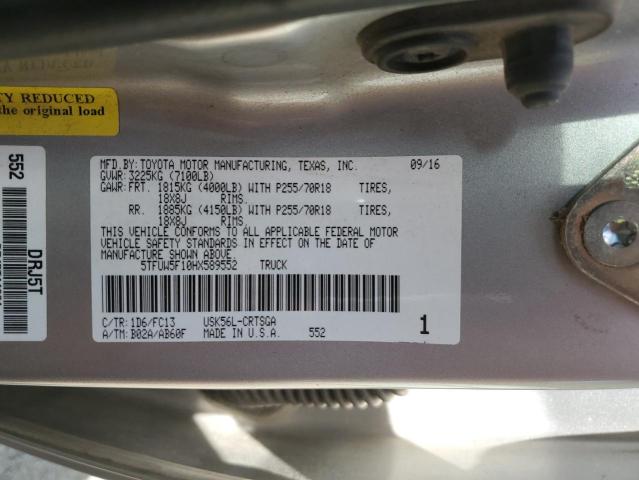 TY REDUCED
the original load
552
DRJ5T
MFD.BY:TOYOTA MOTOR MANUFACTURING, TEXAS, INC. 09/16
GVWR:3225KG (7100LB)
GAWR:FRT. 1815KG (4000LB) WITH P255/70R18 TIRES,
18X8J RIMS.
RR. 1885KG (4150LB) WITH P255/70R18 TIRES,
18X8J RIMS.
THIS VEHICLE CONFORMS TO ALL APPLICABLE FEDERAL MOTOR
VEHICLE SAFETY STANDARDS IN EFFECT ON THE DATE OF
MANUFACTURE SHOWN ABOVE.
5TFUW5F10HX589552 TRUCK
C/TR:1D6/FC13 USK56L-CRTSGA
A/TM:B02A/AB60F MADE IN U.S.A. 552 1